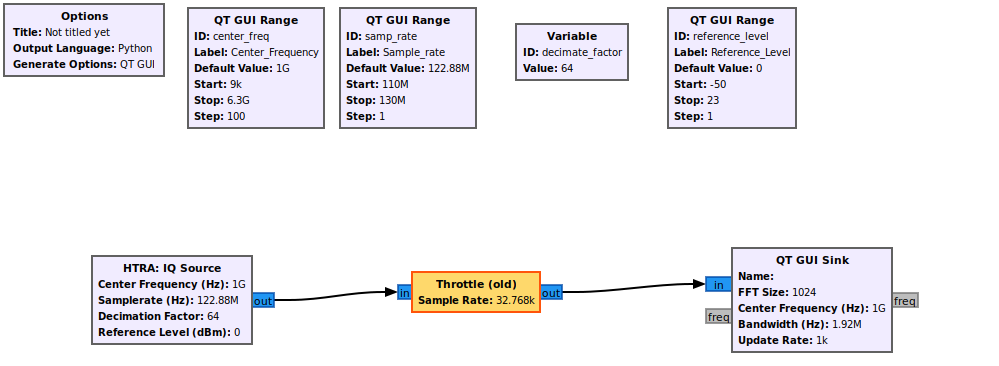 Options
Title: Not titled yet
Output Language: Python
Generate Options: QT GUI
QT GUI Range
ID: center_freq
Label: Center_Frequency
Default Value: 1G
Start: 9k
Stop: 6.3G
Step: 100
QT GUI Range
ID: samp_rate
Label: Sample_rate
Default Value: 122.88M
Start: 110M
Stop: 130M
Step: 1
Variable
ID: decimate_factor
Value: 64
QT GUI Range
ID: reference_level
Label: Reference_Level
Default Value: 0
Start: -50
Stop: 23
Step: 1
HTRA: IQ Source
Center Frequency (Hz): 1G
Samplerate (Hz): 122.88M
Decimation Factor: 64
Reference Level (dBm): 0
out
in
Throttle (old)
Sample Rate: 32.768k
out
in
freq
QT GUI Sink
Name:
FFT Size: 1024
Center Frequency (Hz): 1G
Bandwidth (Hz): 1.92M
Update Rate: 1k
freq